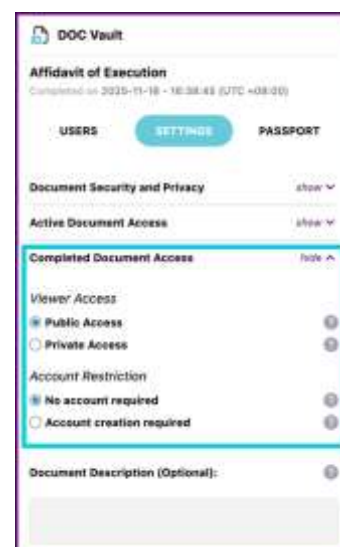 DOC Vault
Affidavit of Execution
Completed on 2025-11-18 - 16:38:45 (UTC +08:00)
USERS SETTINGS PASSPORT
Document Security and Privacy show
Active Document Access show
Completed Document Access hide
Viewer Access
Public Access ?
Private Access ?
Account Restriction
No account required ?
Account creation required ?
Document Description (Optional): ?